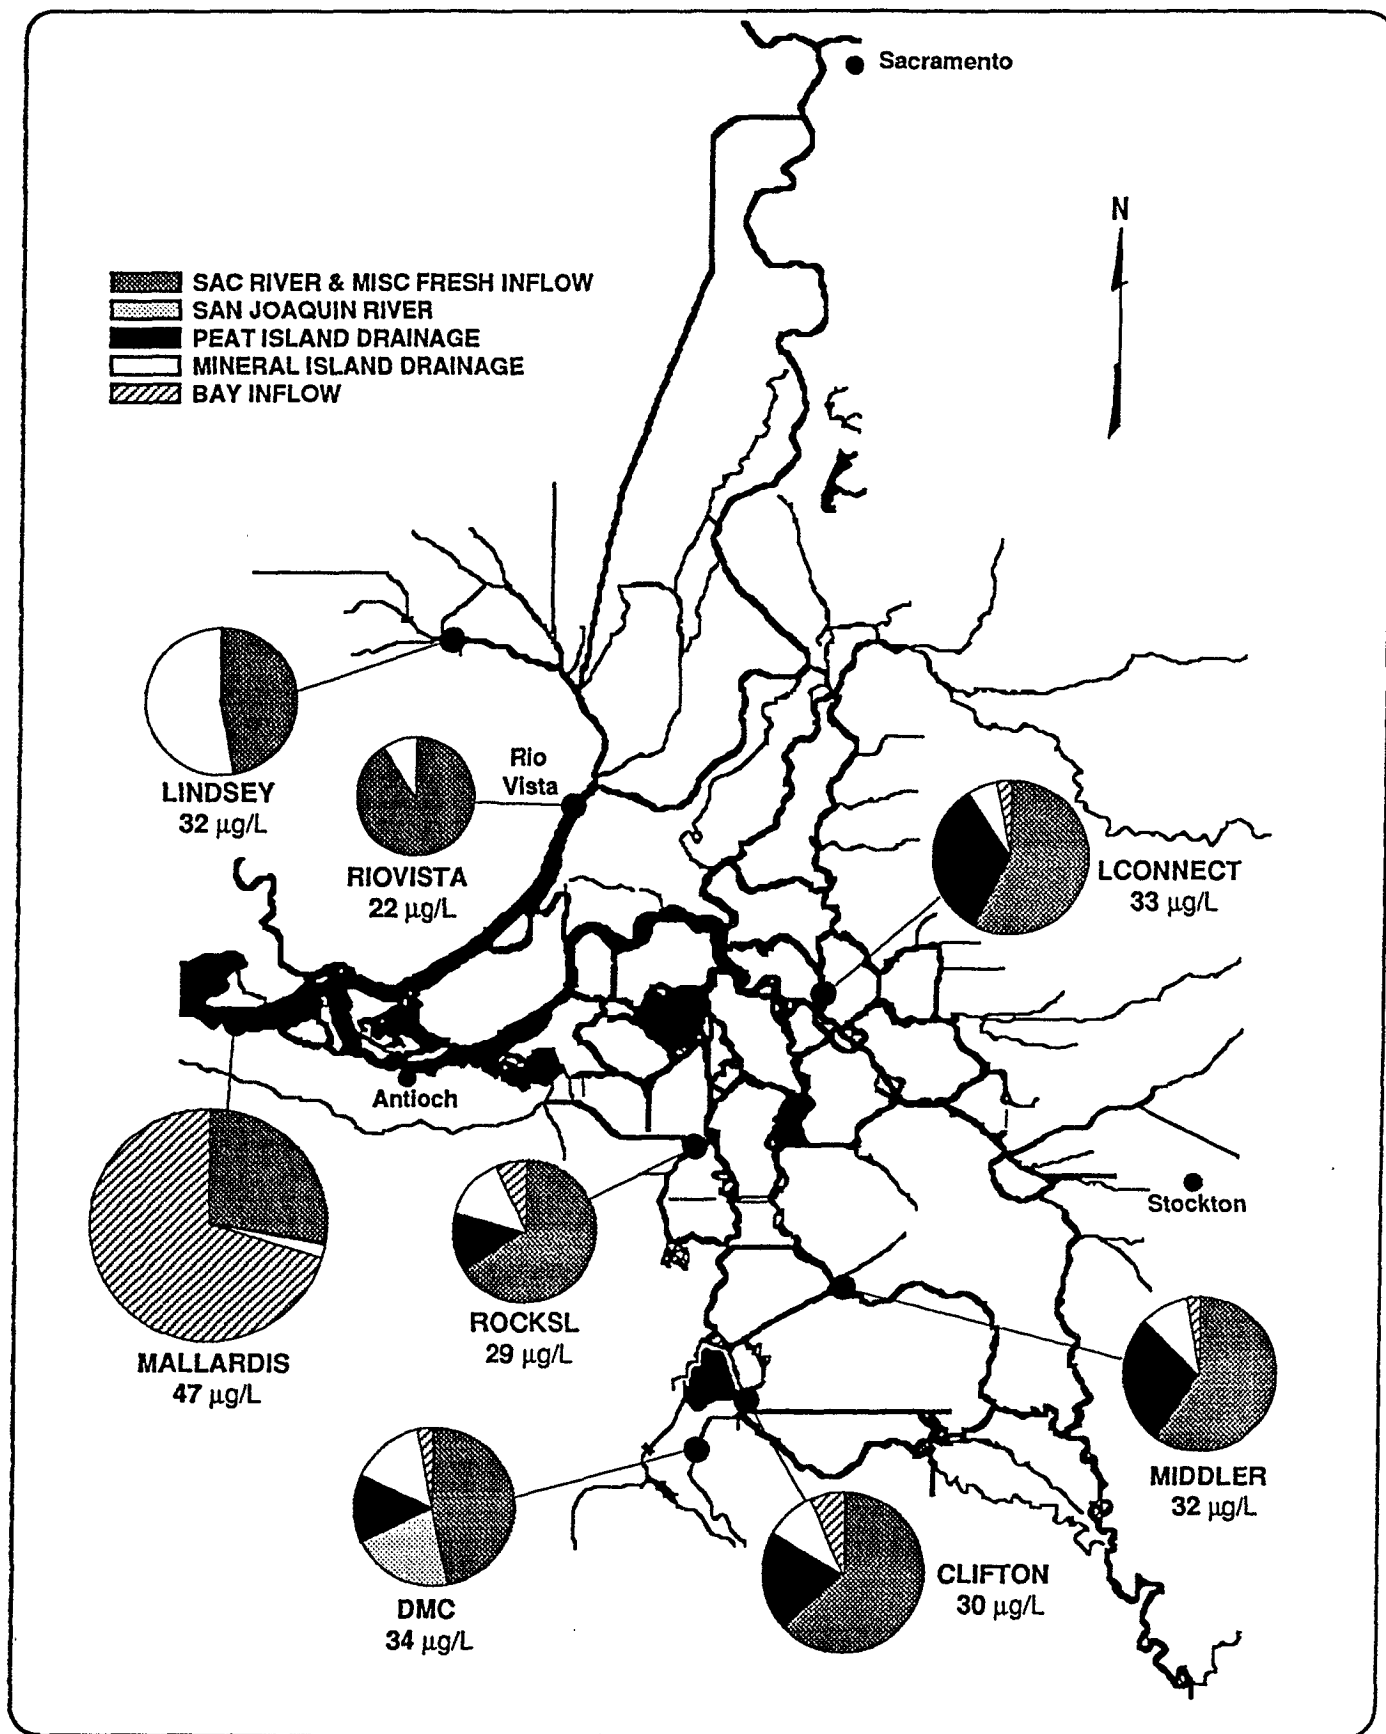 Sacramento
N
SAC RIVER & MISC FRESH INFLOW
SAN JOAQUIN RIVER
PEAT ISLAND DRAINAGE
MINERAL ISLAND DRAINAGE
BAY INFLOW
LINDSEY
32 µg/L
Rio
Vista
RIOVISTA
22 µg/L
LCONNECT
33 µg/L
Antioch
Stockton
MALLARDIS
47 µg/L
ROCKSL
29 µg/L
MIDDLER
32 µg/L
DMC
34 µg/L
CLIFTON
30 µg/L